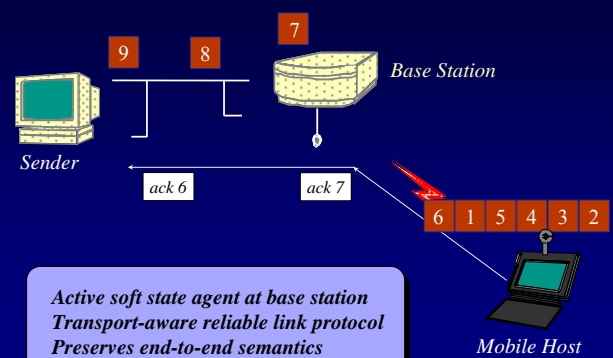 7
9 8
Base Station
Sender
ack 6 ack 7
6 1 5 4 3 2
Active soft state agent at base station
Transport-aware reliable link protocol
Preserves end-to-end semantics
Mobile Host